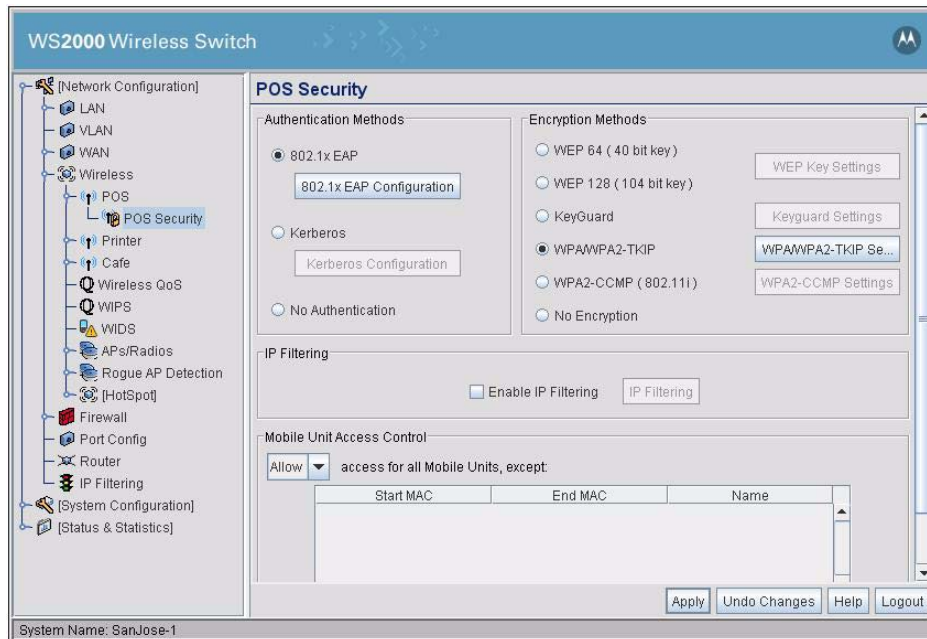 WS2000 Wireless Switch
[Network Configuration]
LAN
VLAN
WAN
Wireless
POS
POS Security
Printer
Cafe
Wireless QoS
WIPS
WIDS
APs/Radios
Rogue AP Detection
[HotSpot]
Firewall
Port Config
Router
IP Filtering
[System Configuration]
[Status & Statistics]
POS Security
Authentication Methods
802.1x EAP
802.1x EAP Configuration
Kerberos
Kerberos Configuration
No Authentication
Encryption Methods
WEP 64 ( 40 bit key )
WEP Key Settings
WEP 128 ( 104 bit key )
KeyGuard
Keyguard Settings
WPA/WPA2-TKIP
WPA/WPA2-TKIP Se...
WPA2-CCMP ( 802.11i )
WPA2-CCMP Settings
No Encryption
IP Filtering
Enable IP Filtering
IP Filtering
Mobile Unit Access Control
Allow access for all Mobile Units, except:
Start MAC End MAC Name
Apply Undo Changes Help Logout
System Name: SanJose-1